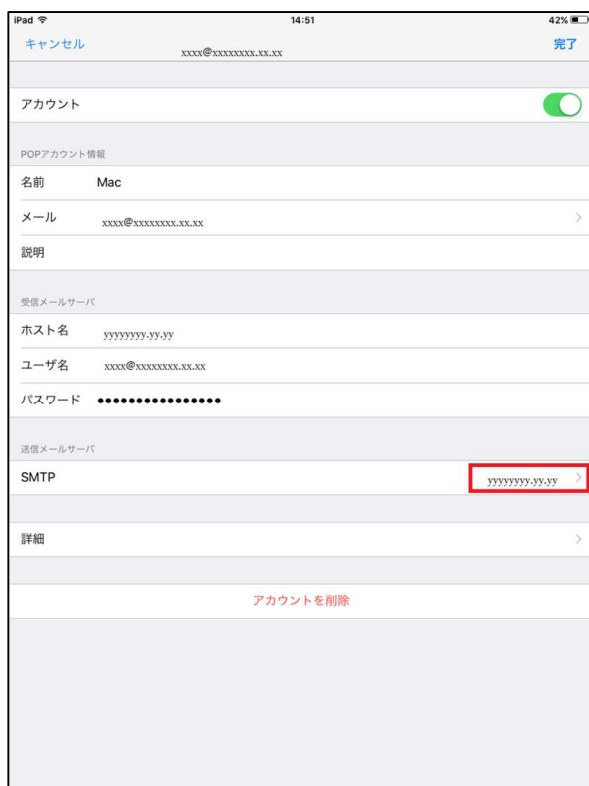 iPad 14:51 42%
キャンセル xxxx@xxxxxxxx.xx.xx 完了
アカウント
POPアカウント情報
名前 Mac
メール xxxx@xxxxxxxx.xx.xx
説明
受信メールサーバ
ホスト名 yyyyyyyy.yy.yy
ユーザ名 xxxx@xxxxxxxx.xx.xx
パスワード ••••••••••••••••
送信メールサーバ
SMTP yyyyyyyy.yy.yy
詳細
アカウントを削除